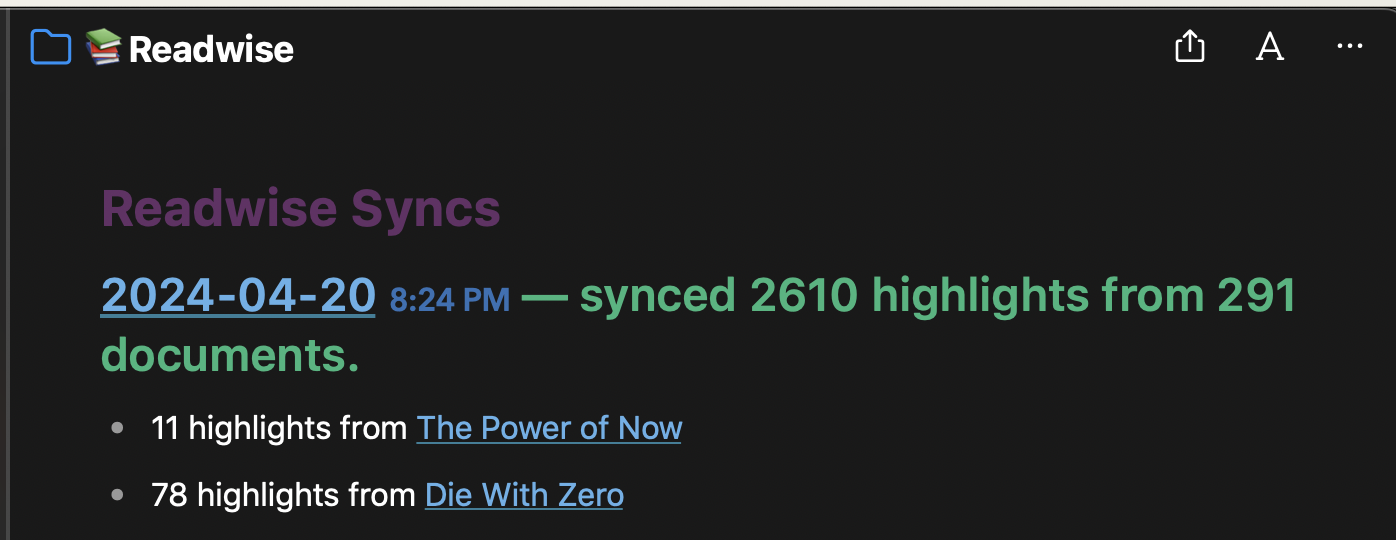 Readwise
Readwise Syncs
2024-04-20 8:24 PM — synced 2610 highlights from 291
documents.
11 highlights from The Power of Now
78 highlights from Die With Zero